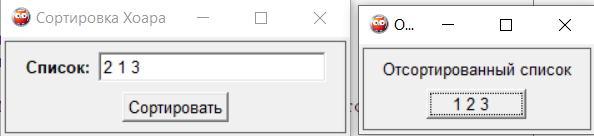 Сортировка Хоара
Список: 2 1 3
Сортировать
О...
Отсортированный список
1 2 3